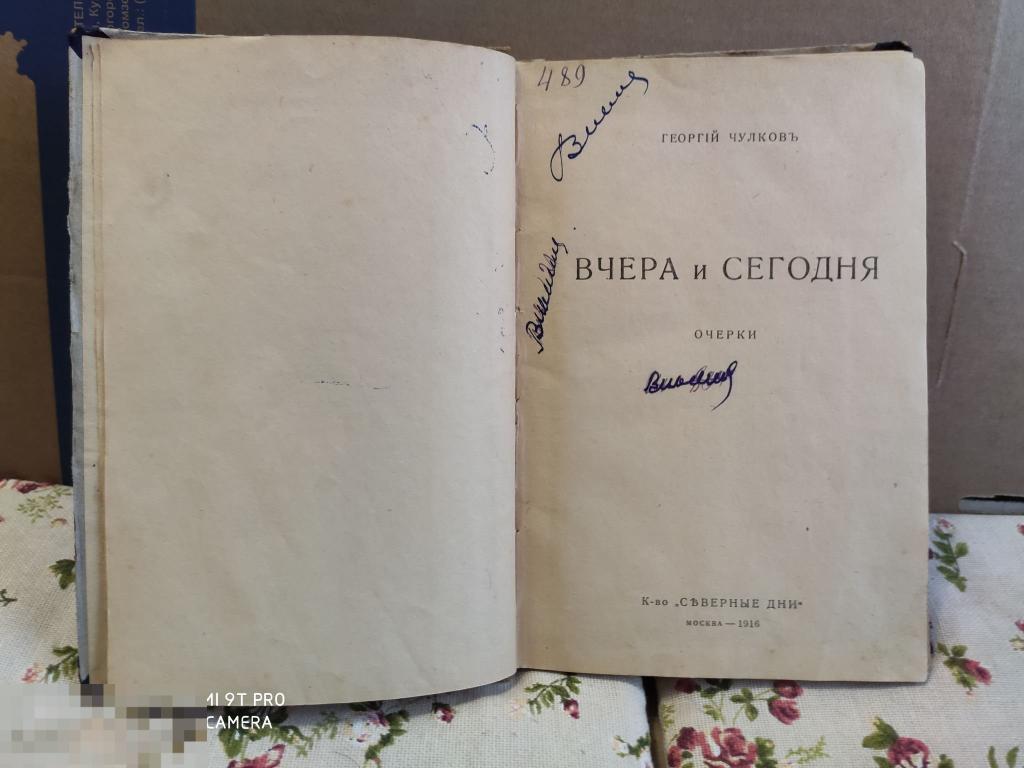 489
ГЕОРГІЙ ЧУЛКОВЪ
ВЧЕРА и СЕГОДНЯ
ОЧЕРКИ
К-во „СѢВЕРНЫЕ ДНИ“
МОСКВА — 1916
MI 9T PRO
CAMERA